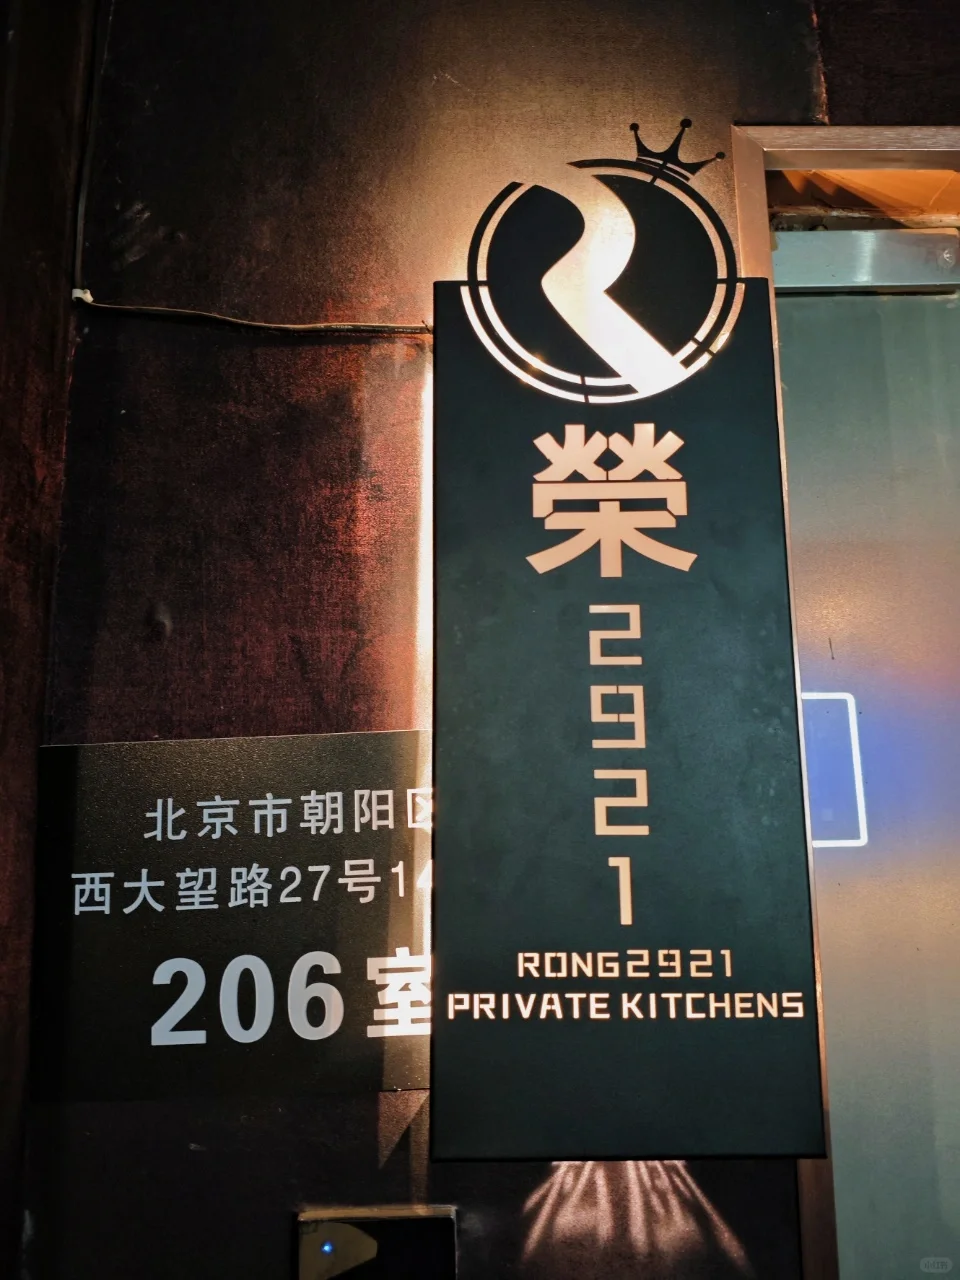 榮
2
9
2
1
RONG2921
PRIVATE KITCHENS
北京市朝阳区
西大望路27号1
206室